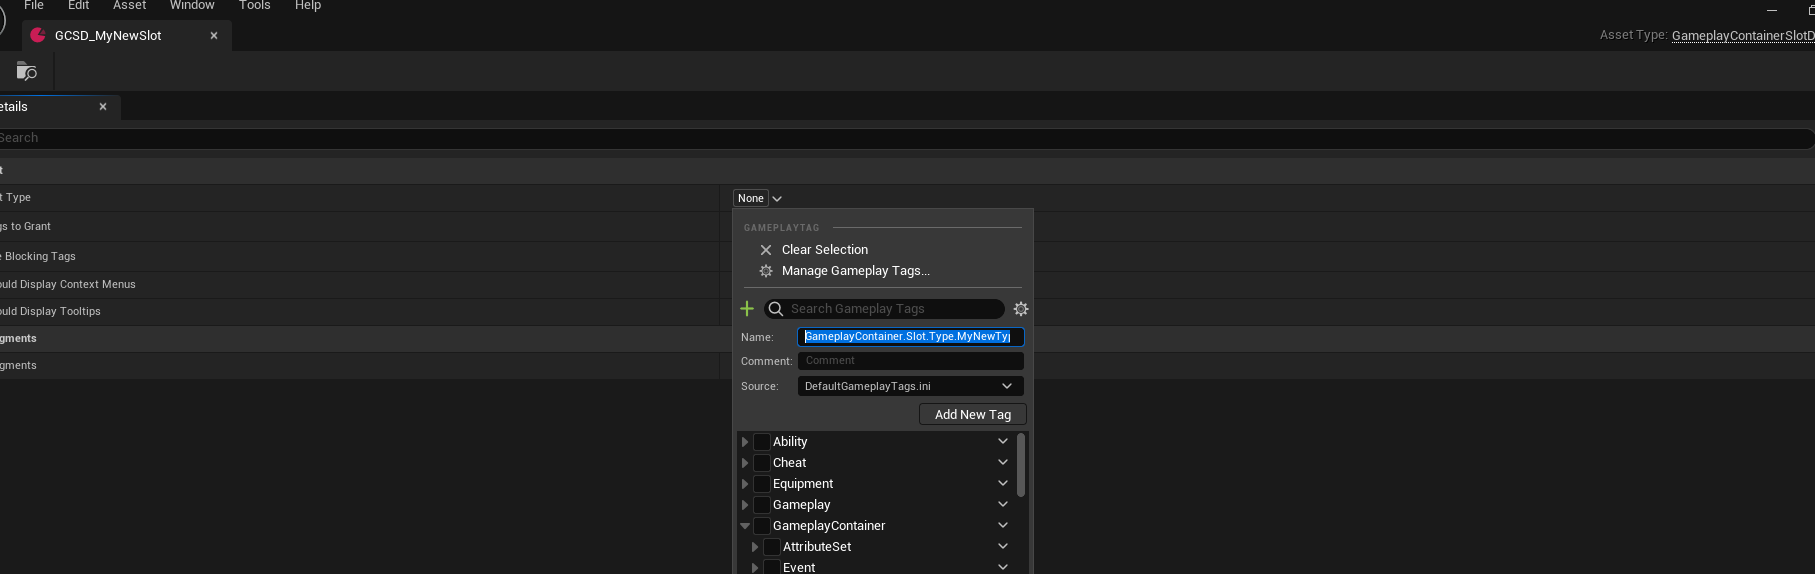 File Edit Asset Window Tools Help
GCSD_MyNewSlot
Asset Type: GameplayContainerSlotD
etails
Search
t
t Type None
GAMEPLAYTAG
Clear Selection
gs to Grant
e Blocking Tags
Manage Gameplay Tags...
ould Display Context Menus
ould Display Tooltips
Search Gameplay Tags
gments
Name: GameplayContainer.Slot.Type.MyNewTy
gments
Comment: Comment
Source: DefaultGameplayTags.ini
Add New Tag
Ability
Cheat
Equipment
Gameplay
GameplayContainer
AttributeSet
Event